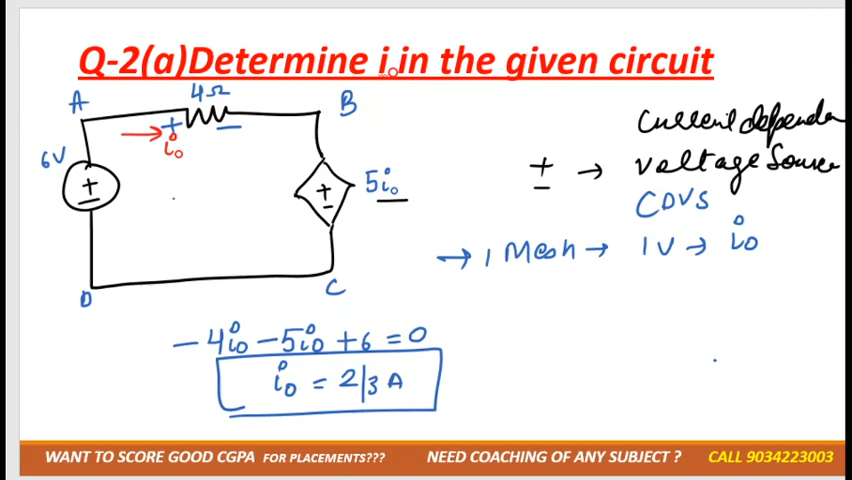 Q-2(a)Determine i₀in the given circuit
A
4Ω
B
+
−
i₀
6V
+
−
+
−
5i₀
D
C
Current dependen
± → voltage Source
CDVS
→ 1 Mesh → 1V → i₀
−4i₀ −5i₀ +6 = 0
i₀ = 2/3 A
WANT TO SCORE GOOD CGPA FOR PLACEMENTS??? NEED COACHING OF ANY SUBJECT ? CALL 9034223003